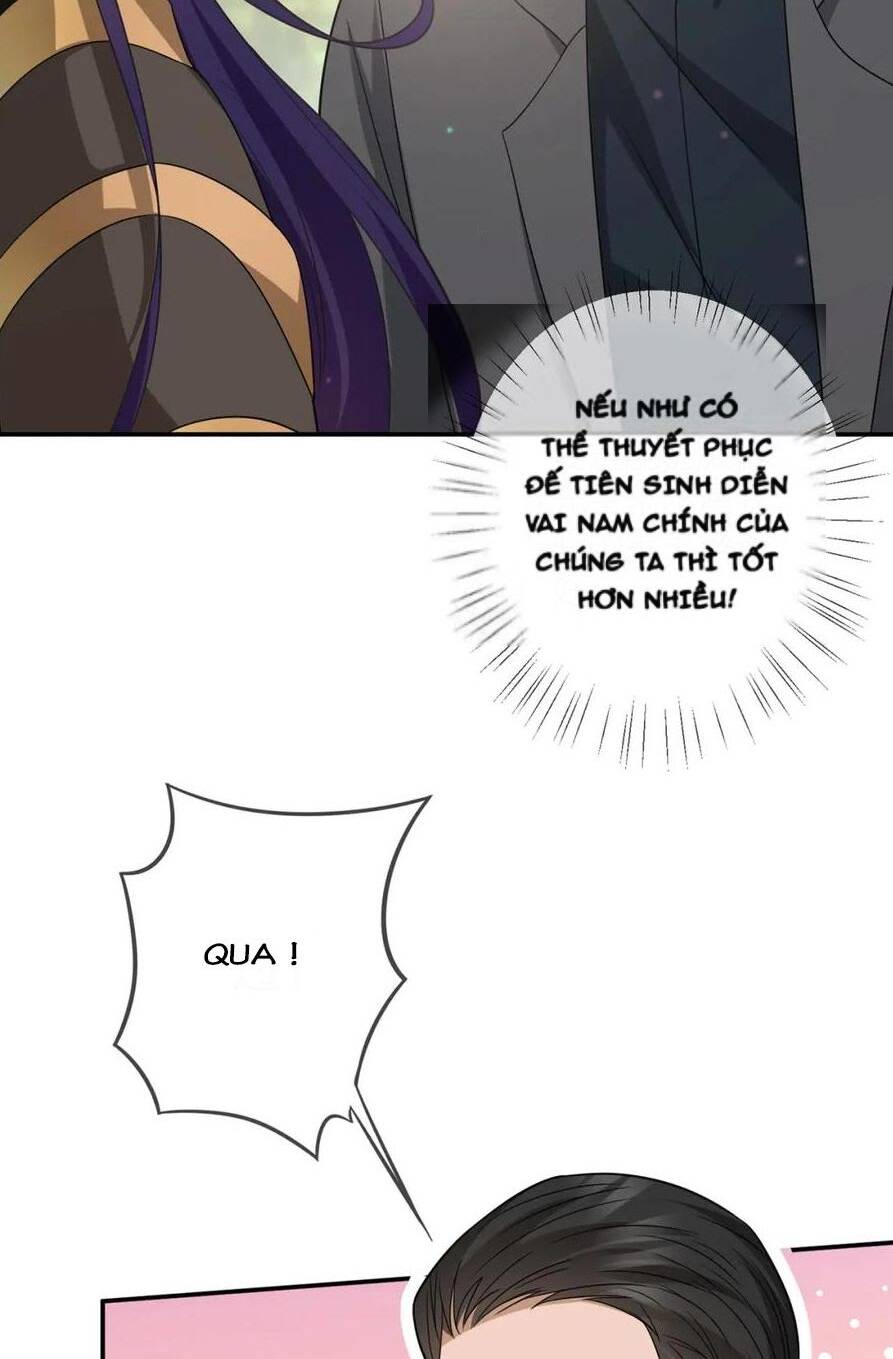 NẾU NHƯ CÓ
THỂ THUYẾT PHỤC
ĐẾ TIÊN SINH DIỄN
VAI NAM CHÍNH CỦA
CHÚNG TA THÌ TỐT
HƠN NHIỀU!
QUA !